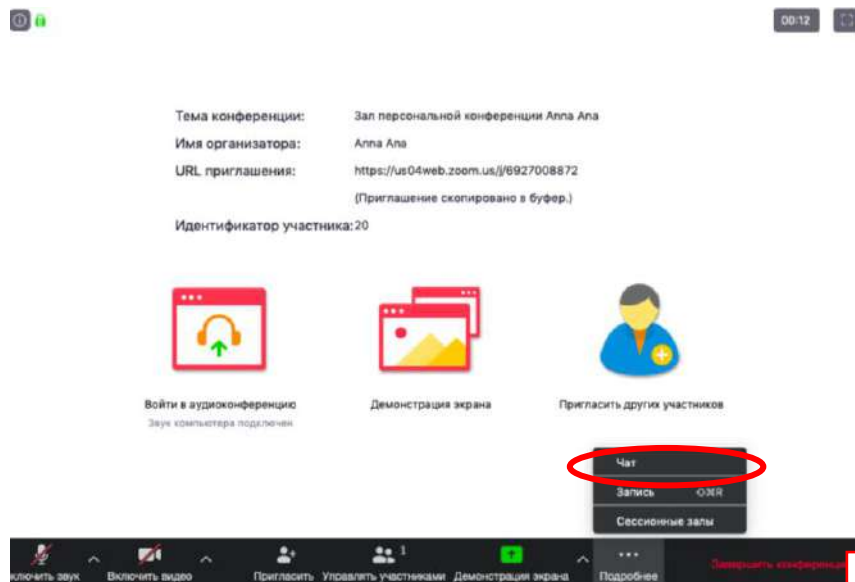 00:12
Тема конференции: Зал персональной конференции Anna Ana
Имя организатора: Anna Ana
URL приглашения: https://us04web.zoom.us/j/6927008872
(Приглашение скопировано в буфер.)
Идентификатор участника: 20
Войти в аудиоконференцию Демонстрация экрана Пригласить других участников
Звук компьютера подключен
Чат
Запись ⇧⌘R
Сессионные залы
1
ключить звук Включить видео Пригласить Управлять участниками Демонстрация экрана Подробнее Завершить конференци